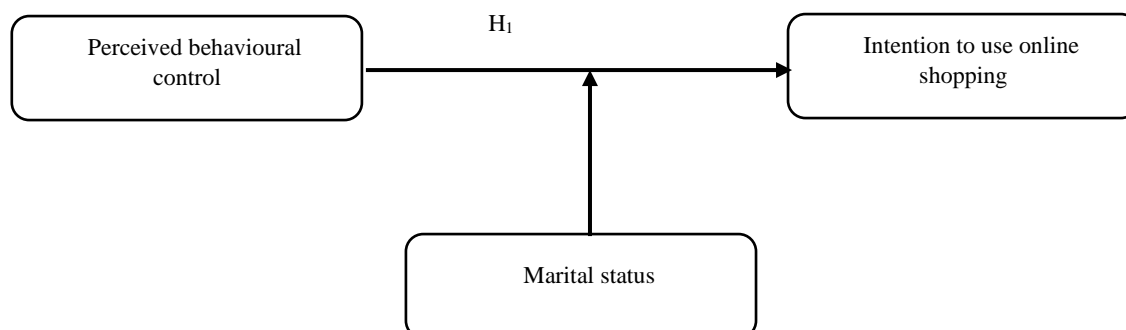 H₁
Perceived behavioural
control
Intention to use online
shopping
Marital status